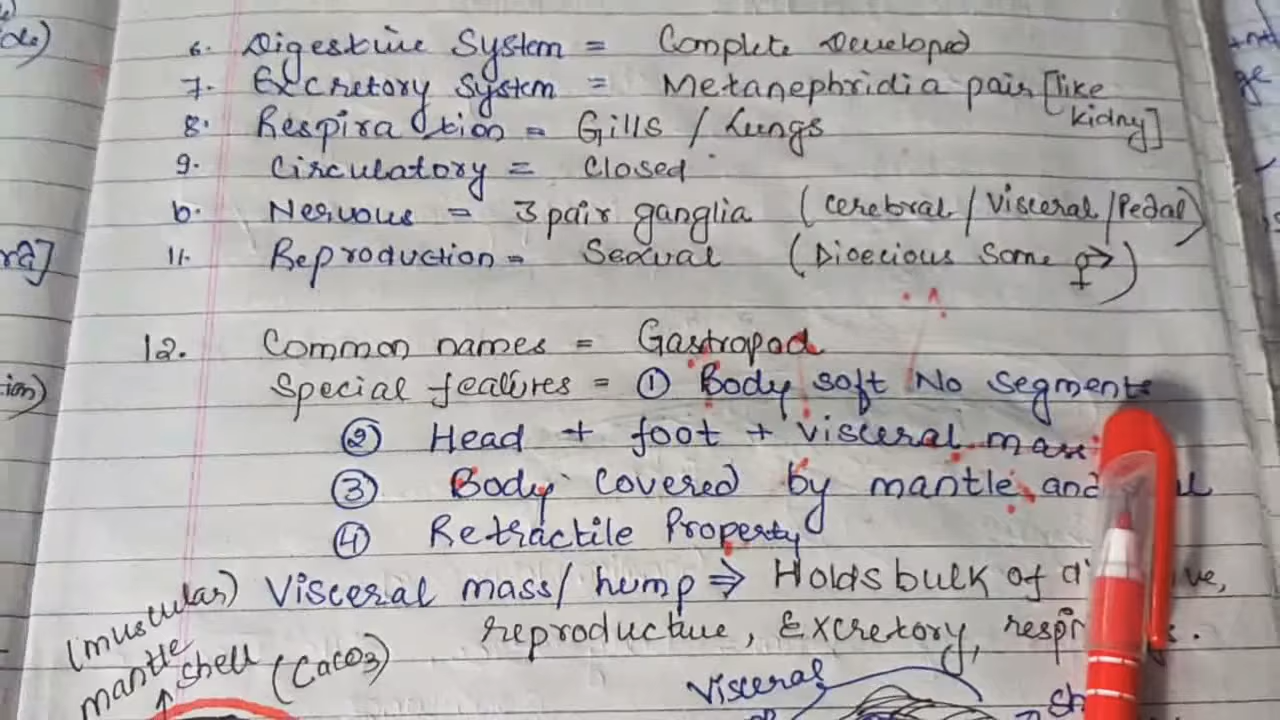 6. Digestive System = Complete Developed
7. Excretory System = Metanephridia pair [like kidny]
8. Respiration = Gills / Lungs
9. Circulatory = Closed
10. Nervous = 3 pair ganglia (cerebral / Visceral / Pedal)
11. Reproduction = Sexual (Dioecious Some ⚥)
12. Common names = Gastropod
Special features = ① Body soft No Segments
② Head + foot + visceral mass
③ Body covered by mantle and
④ Retractile Property
Visceral mass / hump ⇒ Holds bulk of
reproductive, Excretory,
(muscular)
mantle
shell (CaCO3)
Visceral